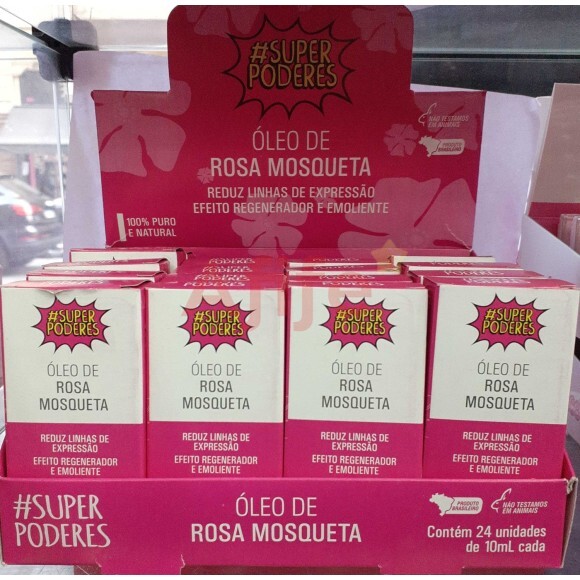 #SUPER
PODERES
ÓLEO DE
ROSA MOSQUETA
REDUZ LINHAS DE EXPRESSÃO
EFEITO REGENERADOR E EMOLIENTE
100% PURO
E NATURAL
NÃO TESTAMOS
EM ANIMAIS
PRODUTO
BRASILEIRO
PODERES
PODERES
PODERES
PODERES
#SUPER
PODERES
ÓLEO DE
ROSA
MOSQUETA
REDUZ LINHAS DE
EXPRESSÃO
EFEITO REGENERADOR
E EMOLIENTE
#SUPER
PODERES
ÓLEO DE
ROSA
MOSQUETA
REDUZ LINHAS DE
EXPRESSÃO
EFEITO REGENERADOR
E EMOLIENTE
#SUPER
PODERES
ÓLEO DE
ROSA
MOSQUETA
REDUZ LINHAS DE
EXPRESSÃO
EFEITO REGENERADOR
E EMOLIENTE
#SUPER
PODERES
ÓLEO DE
ROSA
MOSQUETA
REDUZ LINHAS DE
EXPRESSÃO
EFEITO REGENERADOR
E EMOLIENTE
#SUPER
PODERES
ÓLEO DE
ROSA MOSQUETA
PRODUTO
BRASILEIRO
NÃO TESTAMOS
EM ANIMAIS
Contém 24 unidades
de 10mL cada